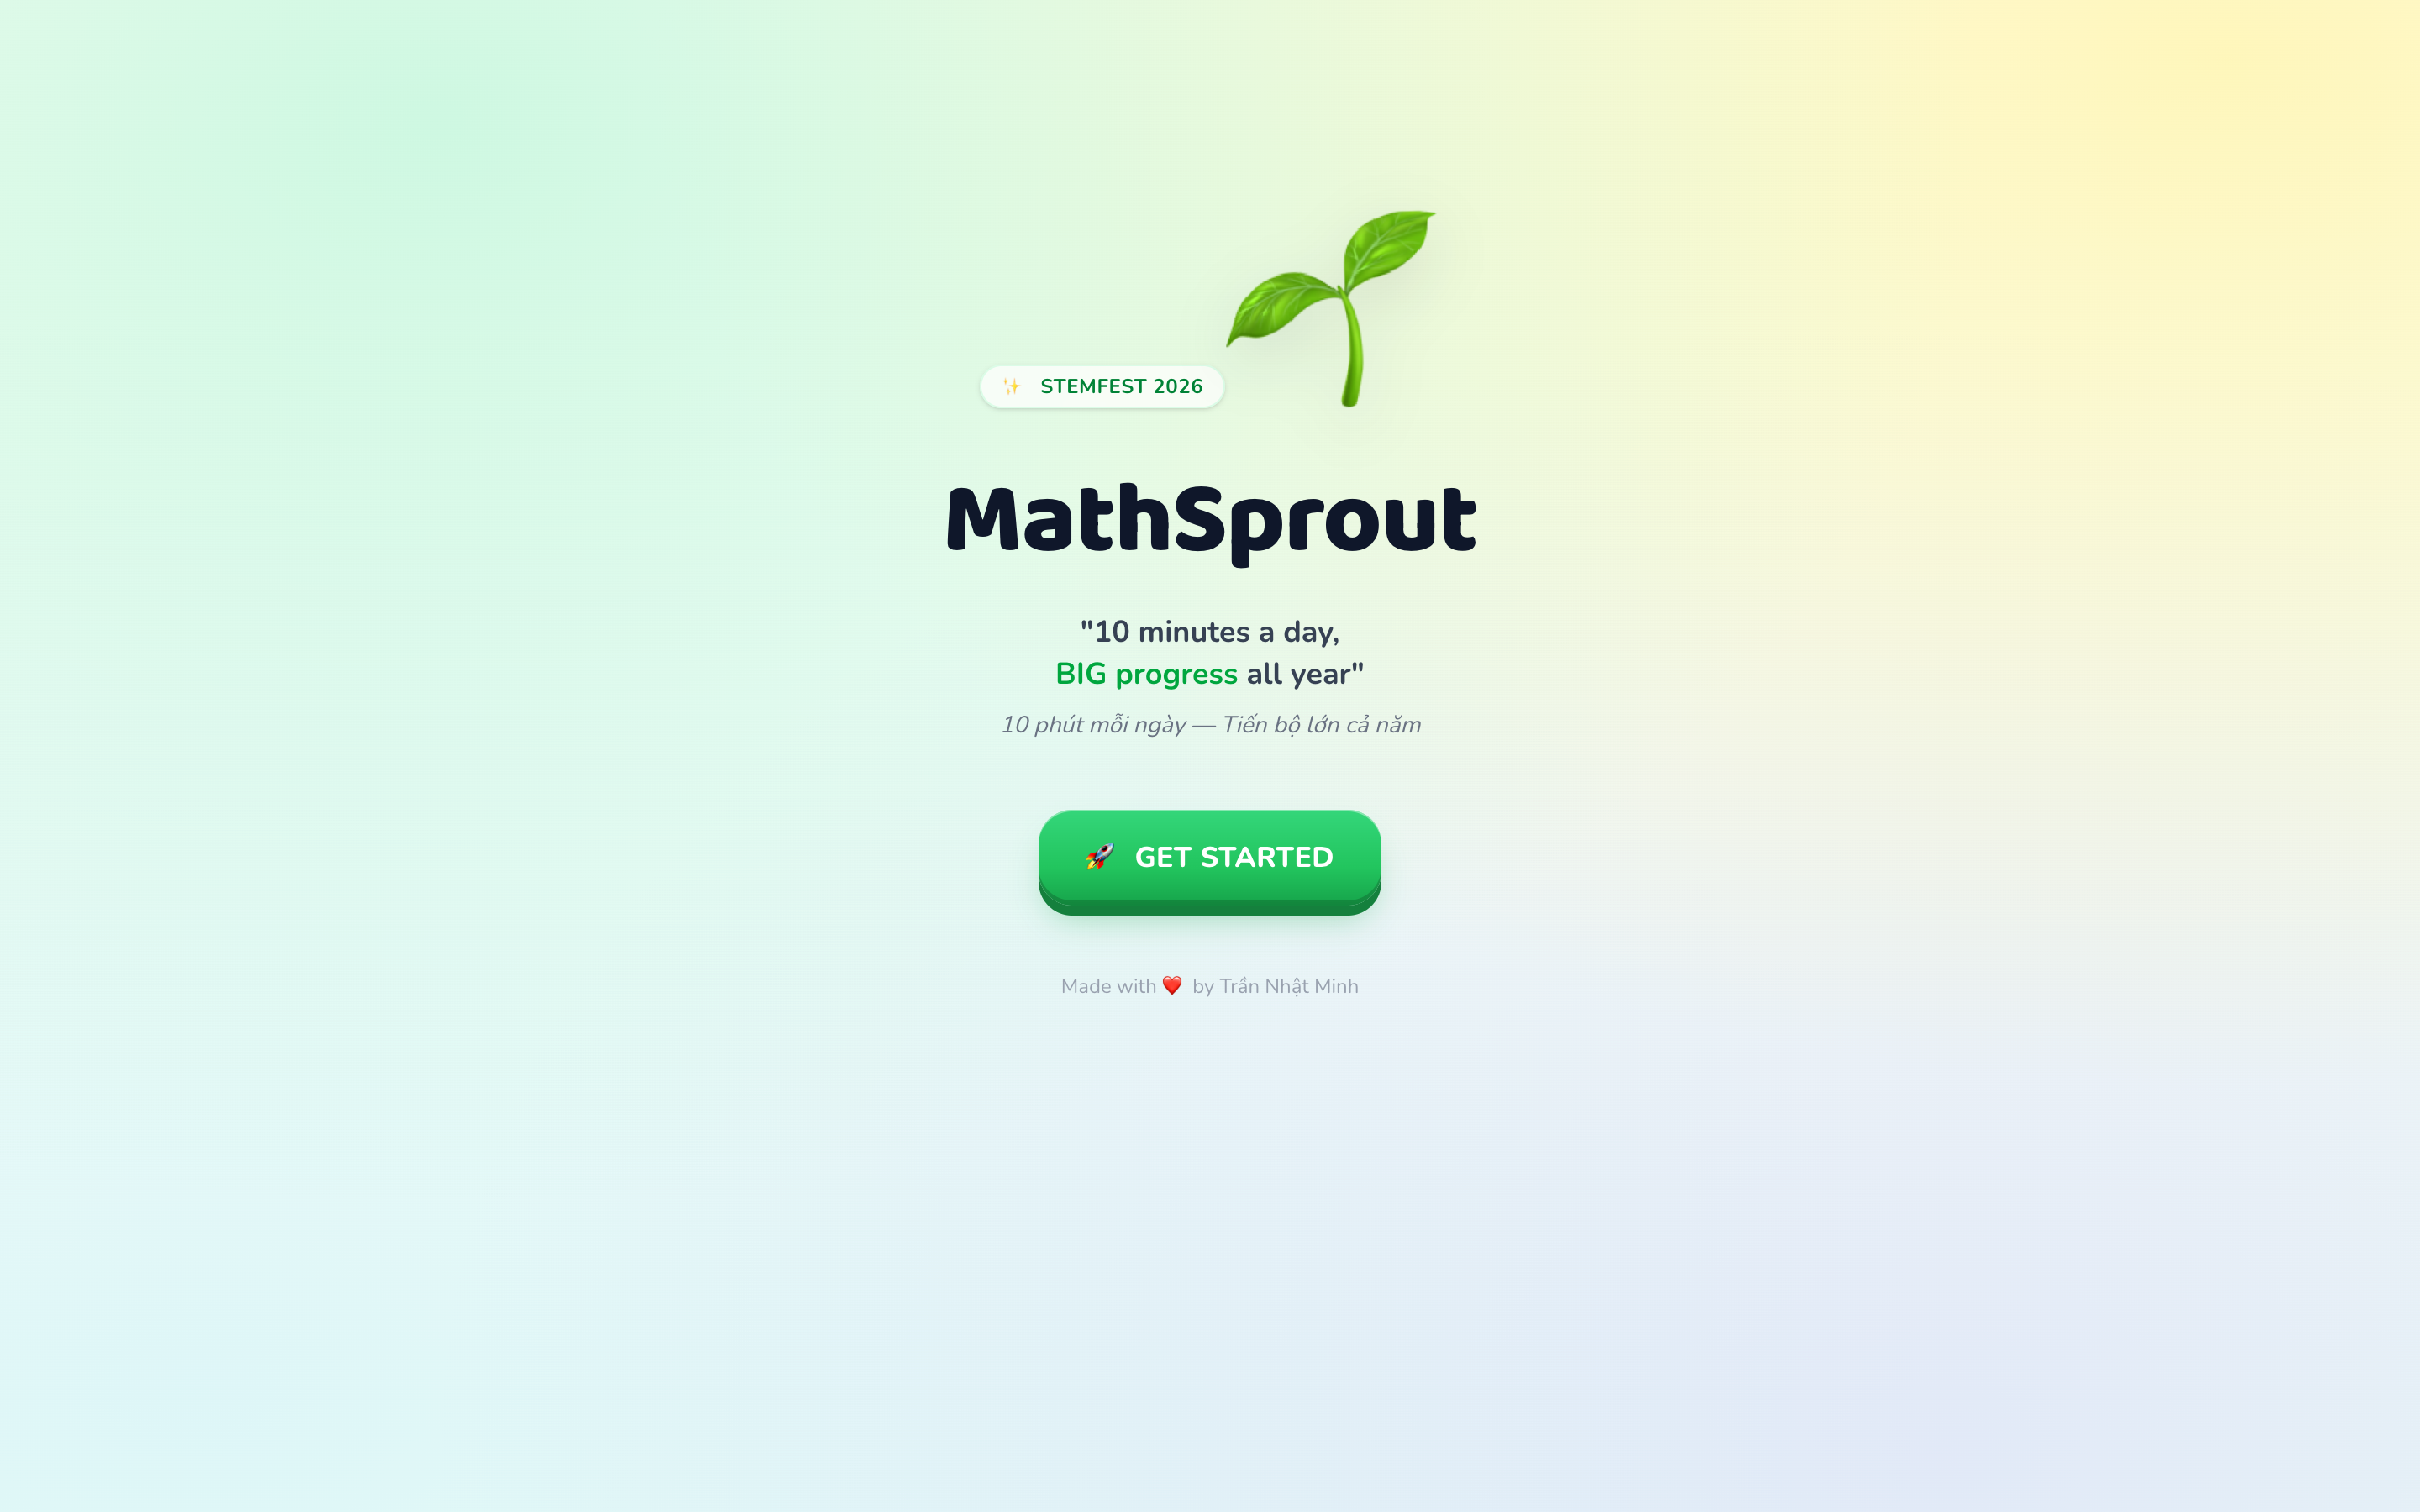 ✨ STEMFEST 2026
MathSprout
"10 minutes a day,
BIG progress all year"
10 phút mỗi ngày — Tiến bộ lớn cả năm
🚀 GET STARTED
Made with ❤️ by Trần Nhật Minh